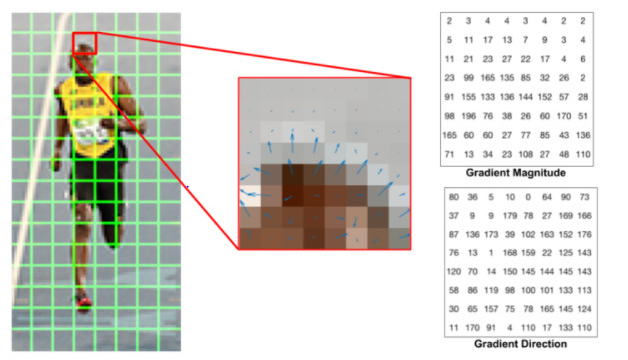 2 3 4 4 3 4 2 2
5 11 17 13 7 9 3 4
11 21 23 27 22 17 4 6
23 99 165 135 85 32 26 2
91 155 133 136 144 152 57 28
98 196 76 38 26 60 170 51
165 60 60 27 77 85 43 136
71 13 34 23 108 27 48 110
Gradient Magnitude
80 36 5 10 0 64 90 73
37 9 9 179 78 27 169 166
87 136 173 39 102 163 152 176
76 13 1 168 159 22 125 143
120 70 14 150 145 144 145 143
58 86 119 98 100 101 133 113
30 65 157 75 78 165 145 124
11 170 91 4 110 17 133 110
Gradient Direction